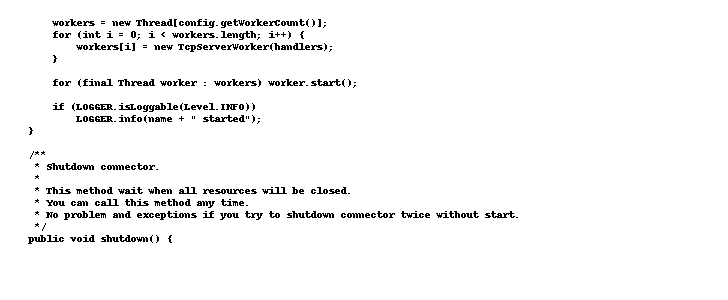 workers = new Thread[config.getWorkerCount()];
for (int i = 0; i < workers.length; i++) {
workers[i] = new TcpServerWorker(handlers);
}
for (final Thread worker : workers) worker.start();
if (LOGGER.isLoggable(Level.INFO))
LOGGER.info(name + " started");
}
/**
* Shutdown connector.
*
* This method wait when all resources will be closed.
* You can call this method any time.
* No problem and exceptions if you try to shutdown connector twice without start.
*/
public void shutdown() {